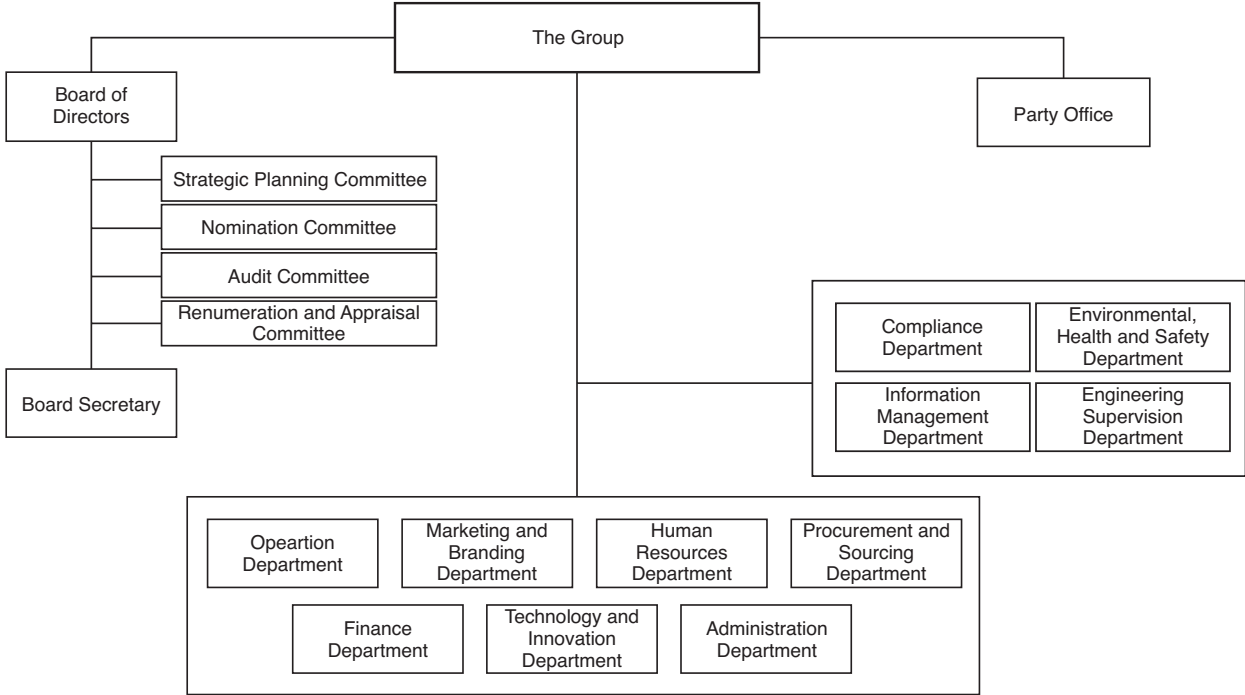 The Group
Board of
Directors
Party Office
Strategic Planning Committee
Nomination Committee
Audit Committee
Renumeration and Appraisal
Committee
Board Secretary
Compliance
Department
Environmental,
Health and Safety
Department
Information
Management
Department
Engineering
Supervision
Department
Opeartion
Department
Marketing and
Branding
Department
Human
Resources
Department
Procurement and
Sourcing
Department
Finance
Department
Technology and
Innovation
Department
Administration
Department